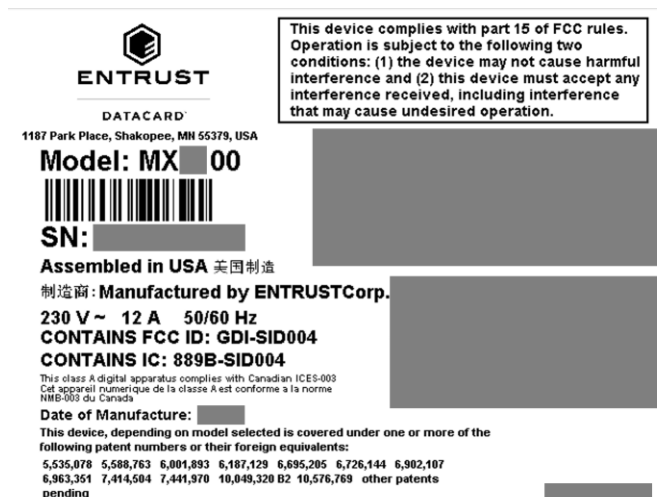 ENTRUST
DATACARD
1187 Park Place, Shakopee, MN 55379, USA
This device complies with part 15 of FCC rules.
Operation is subject to the following two
conditions: (1) the device may not cause harmful
interference and (2) this device must accept any
interference received, including interference
that may cause undesired operation.
Model: MX 00
SN:
Assembled in USA 美国制造
制造商: Manufactured by ENTRUSTCorp.
230 V ~ 12 A 50/60 Hz
CONTAINS FCC ID: GDI-SID004
CONTAINS IC: 889B-SID004
This class A digital apparatus complies with Canadian ICES-003
Cet appareil numerique de la classe A est conforme a la norme
NMB-003 du Canada
Date of Manufacture:
This device, depending on model selected is covered under one or more of the
following patent numbers or their foreign equivalents:
5,535,078 5,588,763 6,001,893 6,187,129 6,695,205 6,726,144 6,902,107
6,963,351 7,414,504 7,441,970 10,049,320 B2 10,576,769 other patents
pending